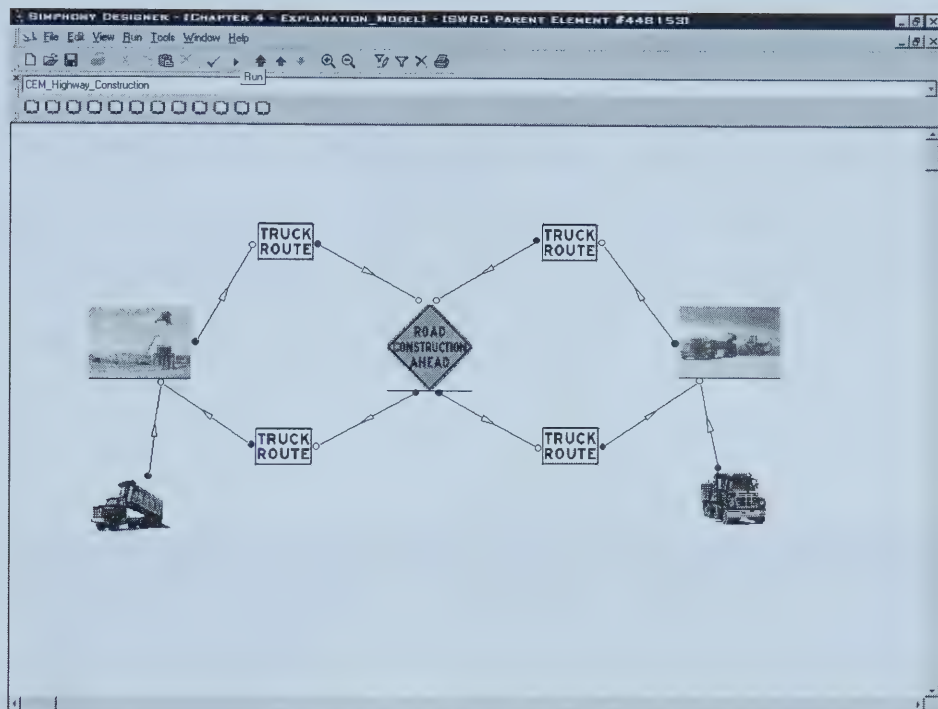 SIMPHONY DESIGNER - [CHAPTER 4 - EXPLANATION_MODEL] - [SWRG PARENT ELEMENT #448153]
File Edit View Run Tools Window Help
Run
CEM_Highway_Construction
TRUCK
ROUTE
TRUCK
ROUTE
ROAD
CONSTRUCTION
AHEAD
TRUCK
ROUTE
TRUCK
ROUTE